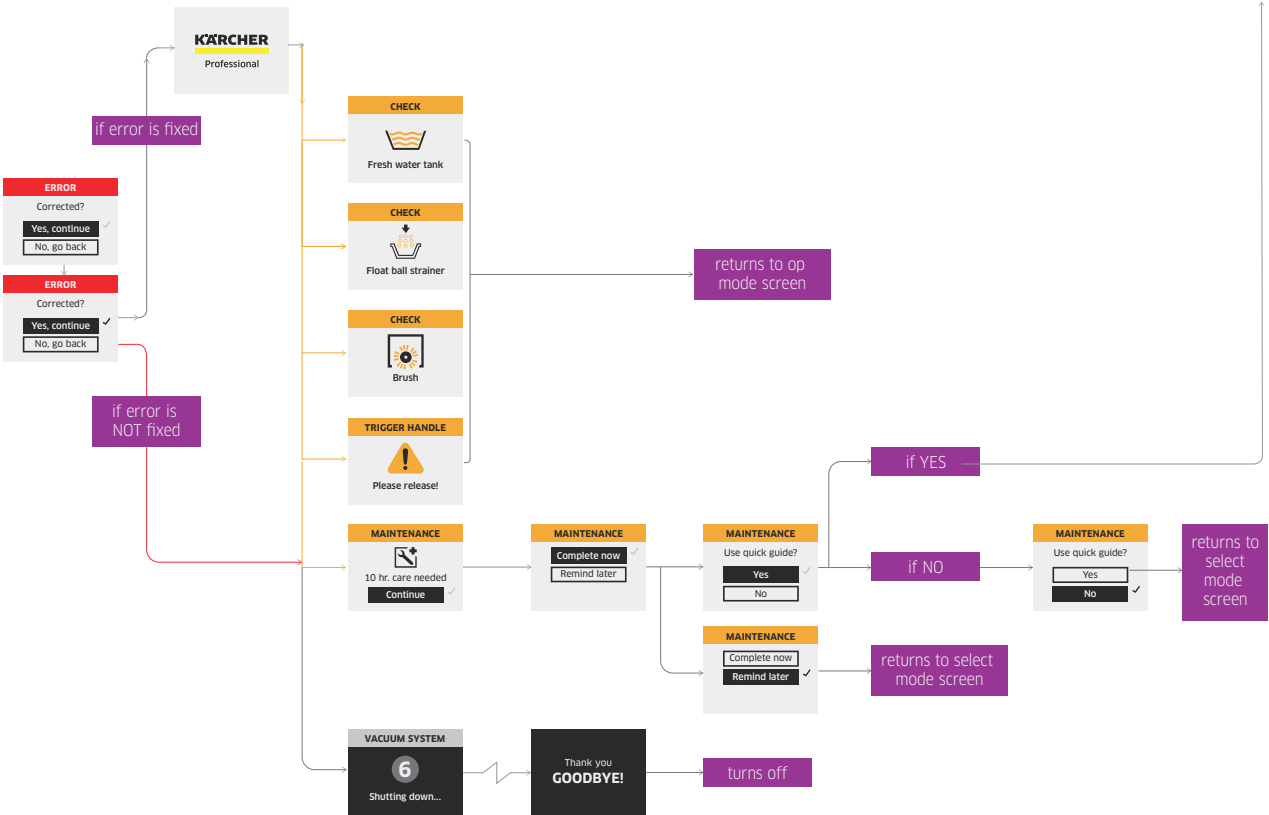 KÄRCHER
Professional
if error is fixed
ERROR
Corrected?
Yes, continue
No, go back
ERROR
Corrected?
Yes, continue
No, go back
if error is
NOT fixed
CHECK
Fresh water tank
CHECK
Float ball strainer
CHECK
Brush
TRIGGER HANDLE
Please release!
returns to op
mode screen
MAINTENANCE
10 hr. care needed
Continue
MAINTENANCE
Complete now
Remind later
MAINTENANCE
Use quick guide?
Yes
No
if YES
if NO
MAINTENANCE
Use quick guide?
Yes
No
returns to
select
mode
screen
MAINTENANCE
Complete now
Remind later
returns to select
mode screen
VACUUM SYSTEM
6
Shutting down...
Thank you
GOODBYE!
turns off